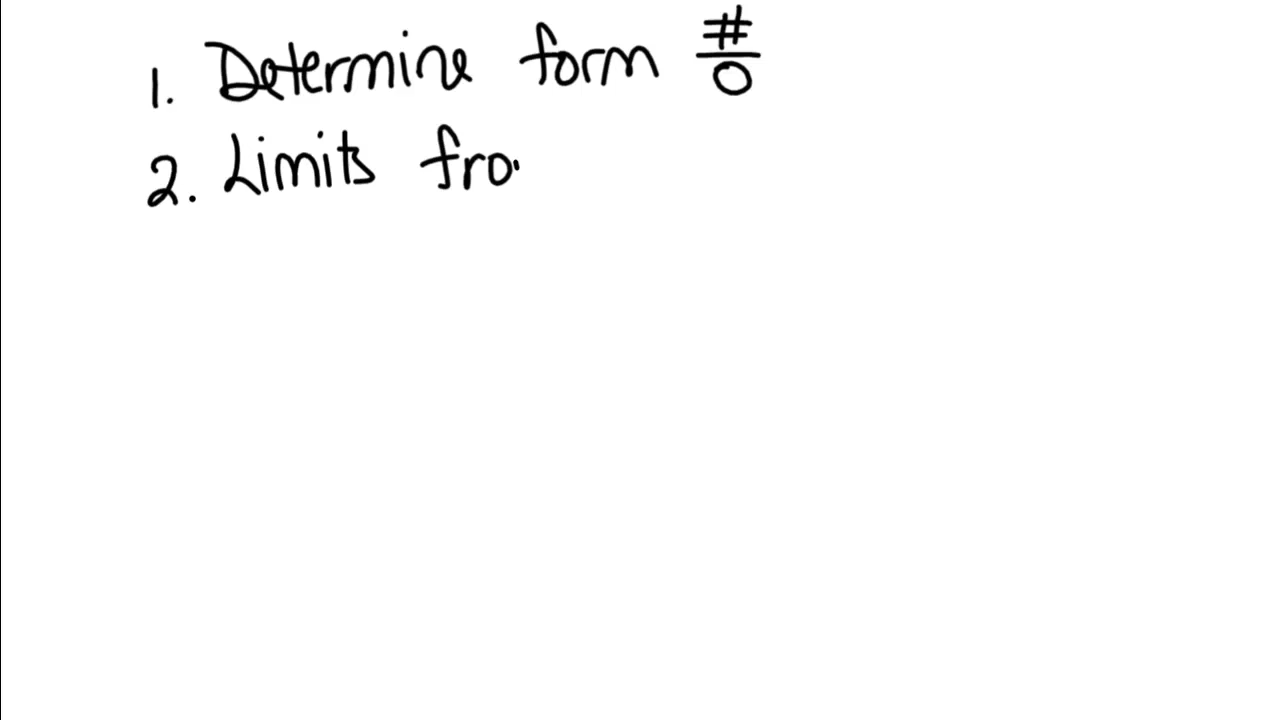 1. Determine form #/0
2. Limits fro